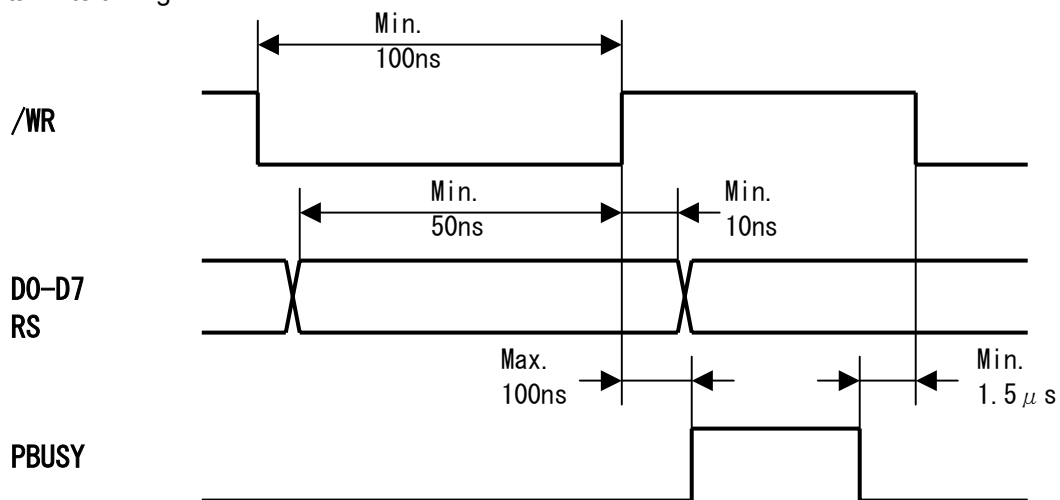 Min.
100ns
/WR
Min.
50ns
Min.
10ns
D0-D7
RS
Max.
100ns
Min.
1.5μs
PBUSY